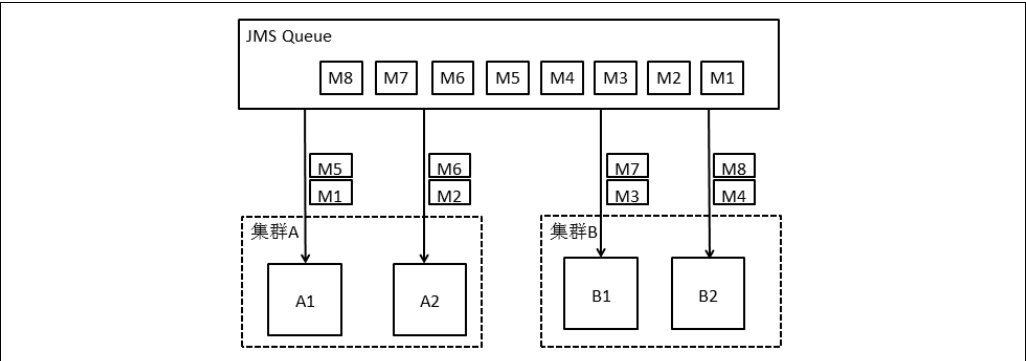 JMS Queue
M8 M7 M6 M5 M4 M3 M2 M1
M5 M6 M7 M8
M1 M2 M3 M4
集群A 集群B
A1 A2 B1 B2